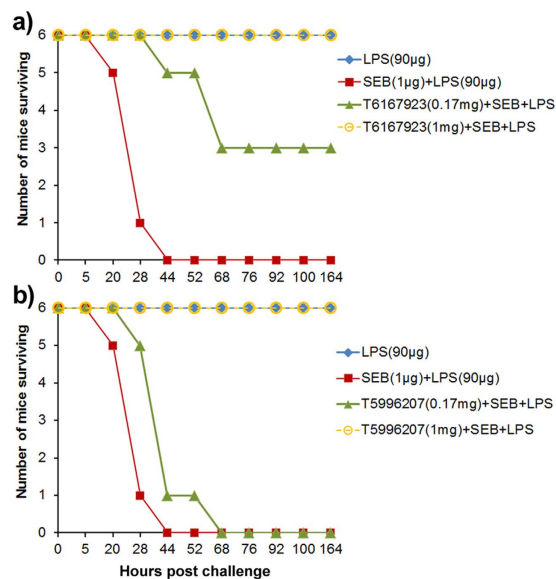 a)
Number of mice surviving
6
5
4
3
2
1
0
0 5 20 28 44 52 68 76 92 100 164
LPS(90µg)
SEB(1µg)+LPS(90µg)
T6167923(0.17mg)+SEB+LPS
T6167923(1mg)+SEB+LPS
b)
Number of mice surviving
6
5
4
3
2
1
0
0 5 20 28 44 52 68 76 92 100 164
Hours post challenge
LPS(90µg)
SEB(1µg)+LPS(90µg)
T5996207(0.17mg)+SEB+LPS
T5996207(1mg)+SEB+LPS